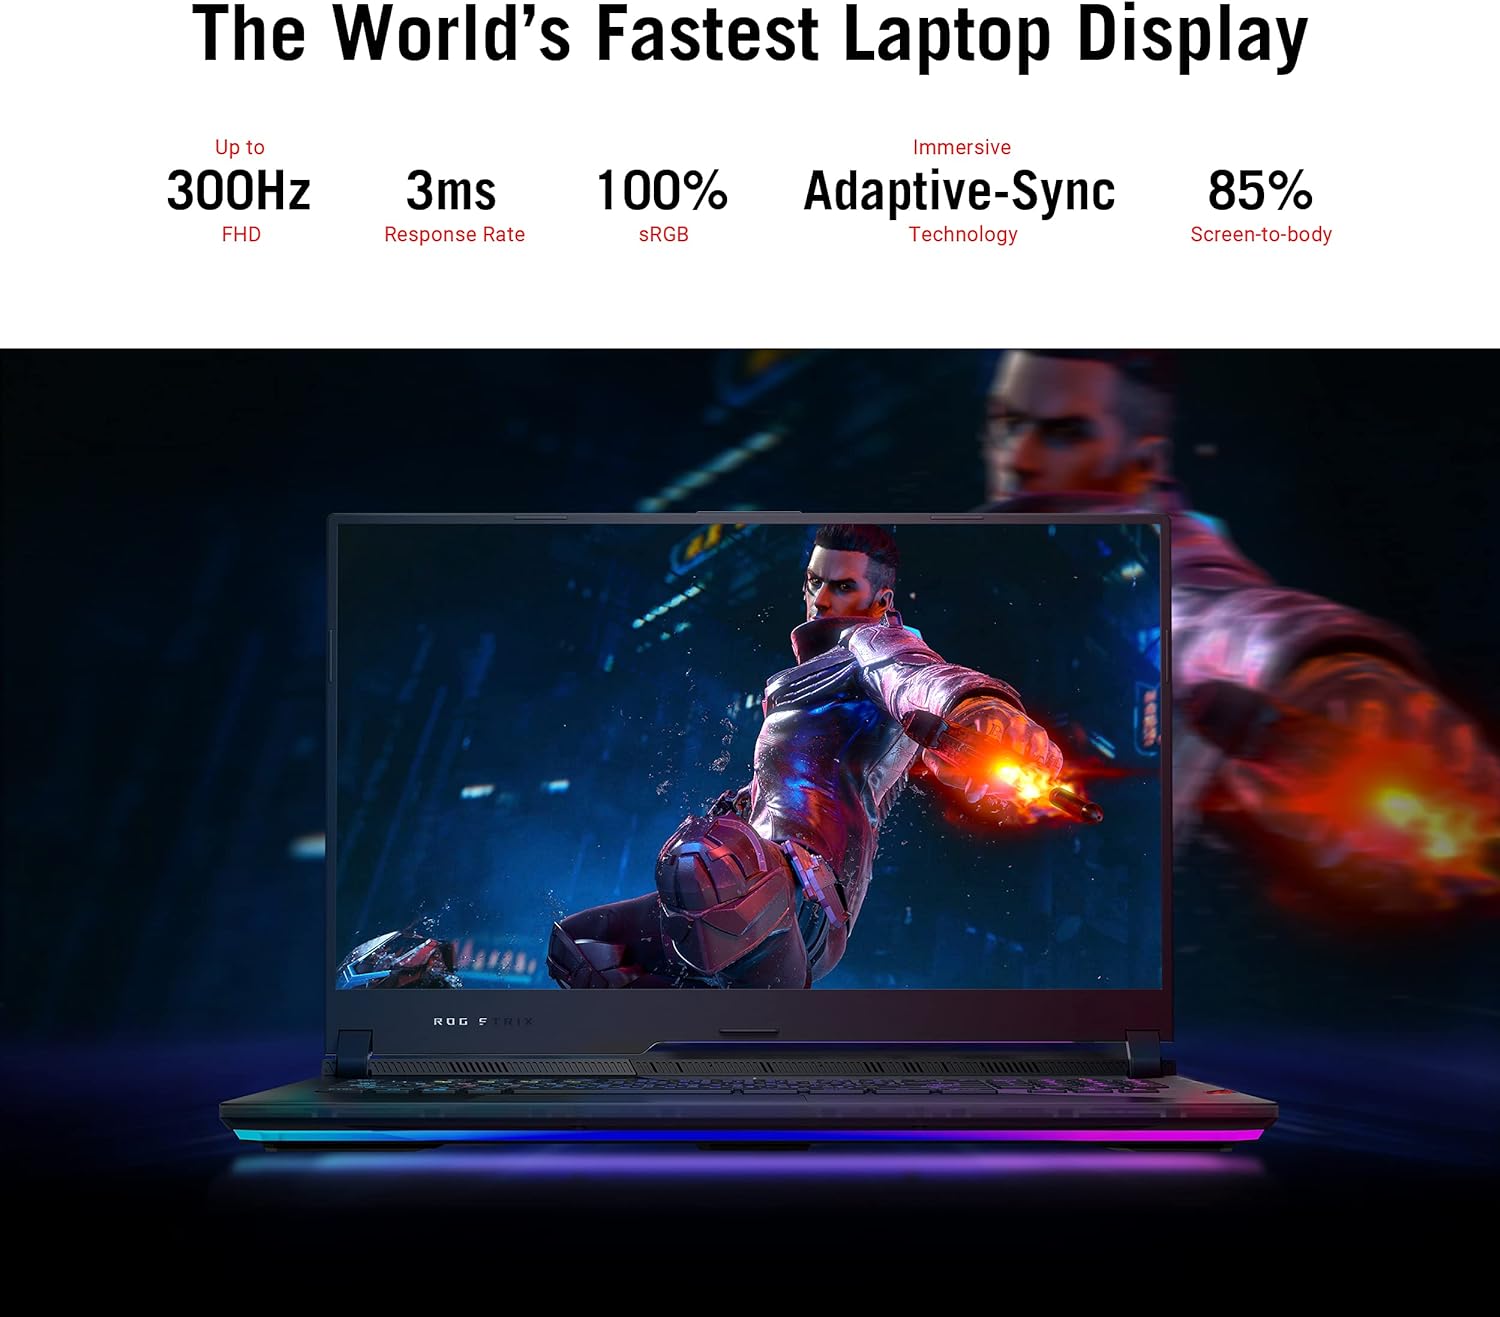 The World’s Fastest Laptop Display
Up to
300Hz
FHD
3ms
Response Rate
100%
sRGB
Immersive
Adaptive-Sync
Technology
85%
Screen-to-body
ROG STRIX